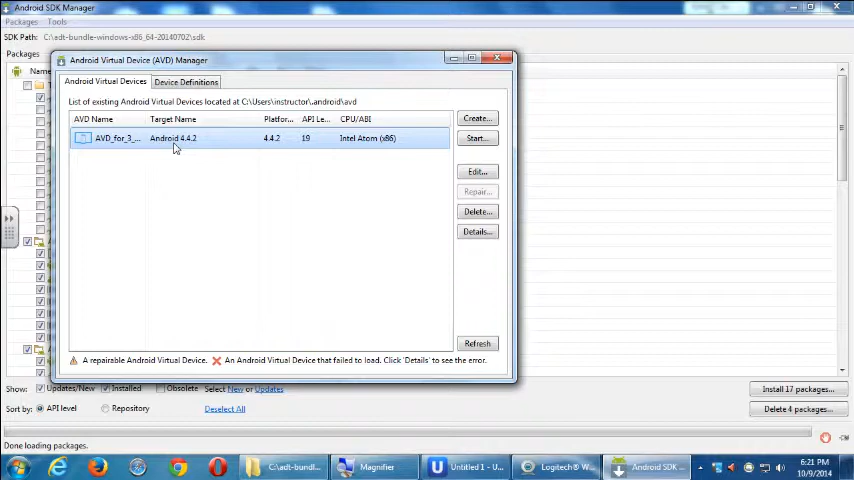 Android SDK Manager
Packages Tools
SDK Path: C:\adt-bundle-windows-x86_64-20140702\sdk
Packages
Android Virtual Device (AVD) Manager
Android Virtual Devices Device Definitions
List of existing Android Virtual Devices located at C:\Users\instructor\.android\avd
AVD Name Target Name Platfor... API Le... CPU/ABI
AVD_for_3_... Android 4.4.2 4.4.2 19 Intel Atom (x86)
Create...
Start...
Edit...
Repair...
Delete...
Details...
Refresh
A repairable Android Virtual Device. An Android Virtual Device that failed to load. Click 'Details' to see the error.
Show: Updates/New Installed Obsolete Select New or Updates
Install 17 packages...
Sort by: API level Repository Deselect All
Delete 4 packages...
Done loading packages.
C:\adt-bundl... Magnifier Untitled 1 - U... Logitech® W... Android SDK ...
6:21 PM
10/9/2014